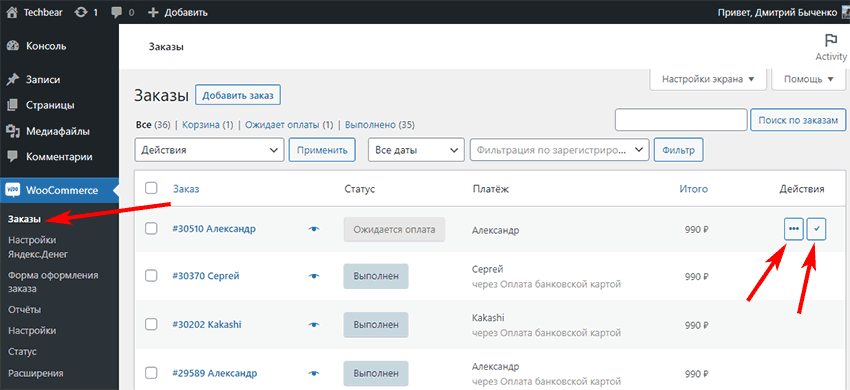 Techbear 1 0 + Добавить Привет, Дмитрий Быченко
Консоль
Записи
Страницы
Медиафайлы
Комментарии
WooCommerce
Заказы
Настройки
Яндекс.Денег
Форма оформления
заказа
Отчёты
Настройки
Статус
Расширения
Заказы
Activity
Настройки экрана ▼ Помощь ▼
Заказы Добавить заказ
Все (36) | Корзина (1) | Ожидает оплаты (1) | Выполнено (35)
Поиск по заказам
Действия Применить Все даты Фильтрация по зарегистриро... Фильтр
Заказ Статус Платёж Итого Действия
#30510 Александр Ожидается оплата Александр 990 ₽
#30370 Сергей Выполнен Сергей 990 ₽
через Оплата банковской картой
#30202 Kakashi Выполнен Kakashi 990 ₽
через Оплата банковской картой
#29589 Александр Выполнен Александр 990 ₽
через Оплата банковской картой